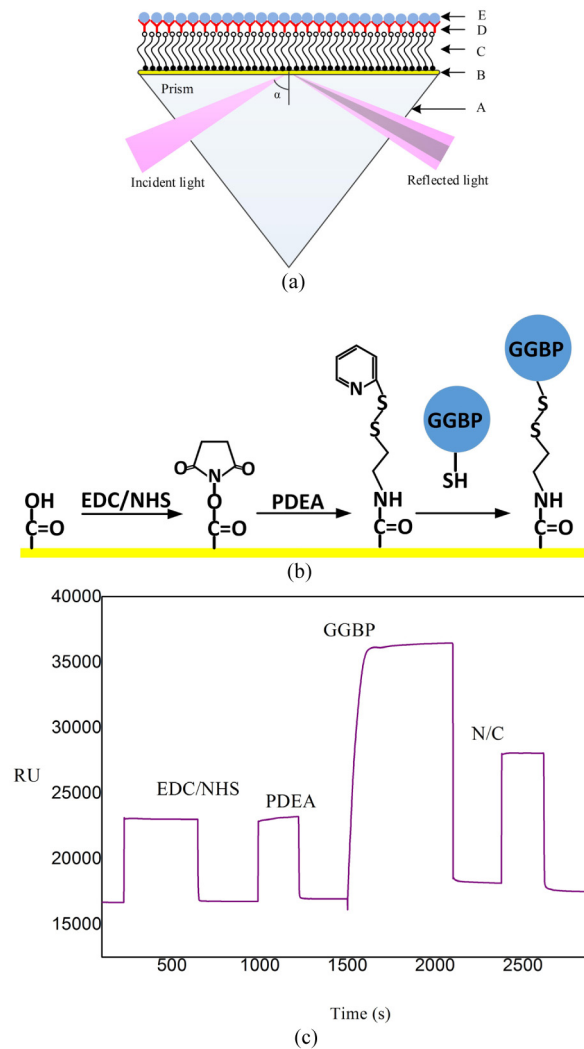 E
D
C
B
Prism
α
A
Incident light
Reflected light
(a)
GGBP
N
S
S
GGBP
GGBP
S
S
OH
EDC/NHS
O
N
O
O
PDEA
NH
SH
NH
C=O
C=O
C=O
C=O
(b)
40000
GGBP
35000
30000
N/C
RU
25000
EDC/NHS
PDEA
20000
15000
500
1000
1500
2000
2500
Time (s)
(c)